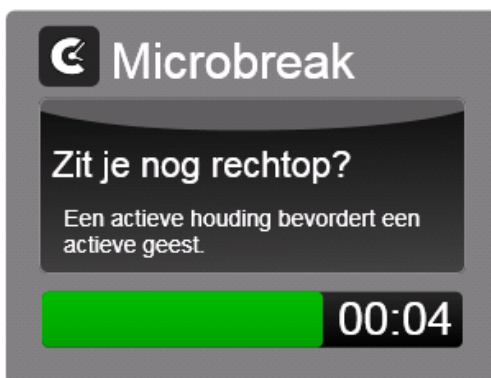 Microbreak
Zit je nog rechtop?
Een actieve houding bevordert een
actieve geest.
00:04